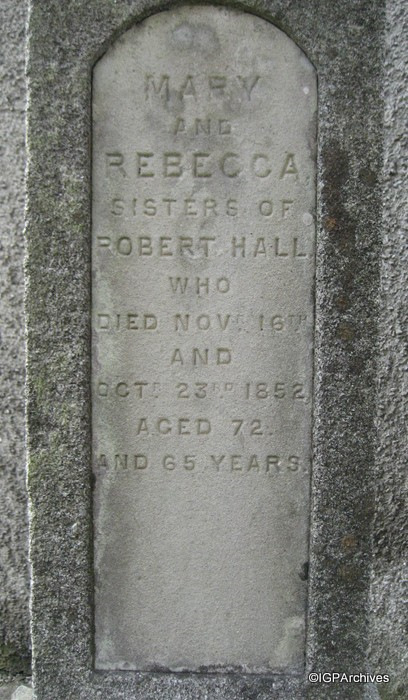 MARY
AND
REBECCA
SISTERS OF
ROBERT HALL
WHO
DIED NOVR. 16TH
AND
OCTR. 23RD 1852
AGED 72.
AND 65 YEARS.
©IGPArchives